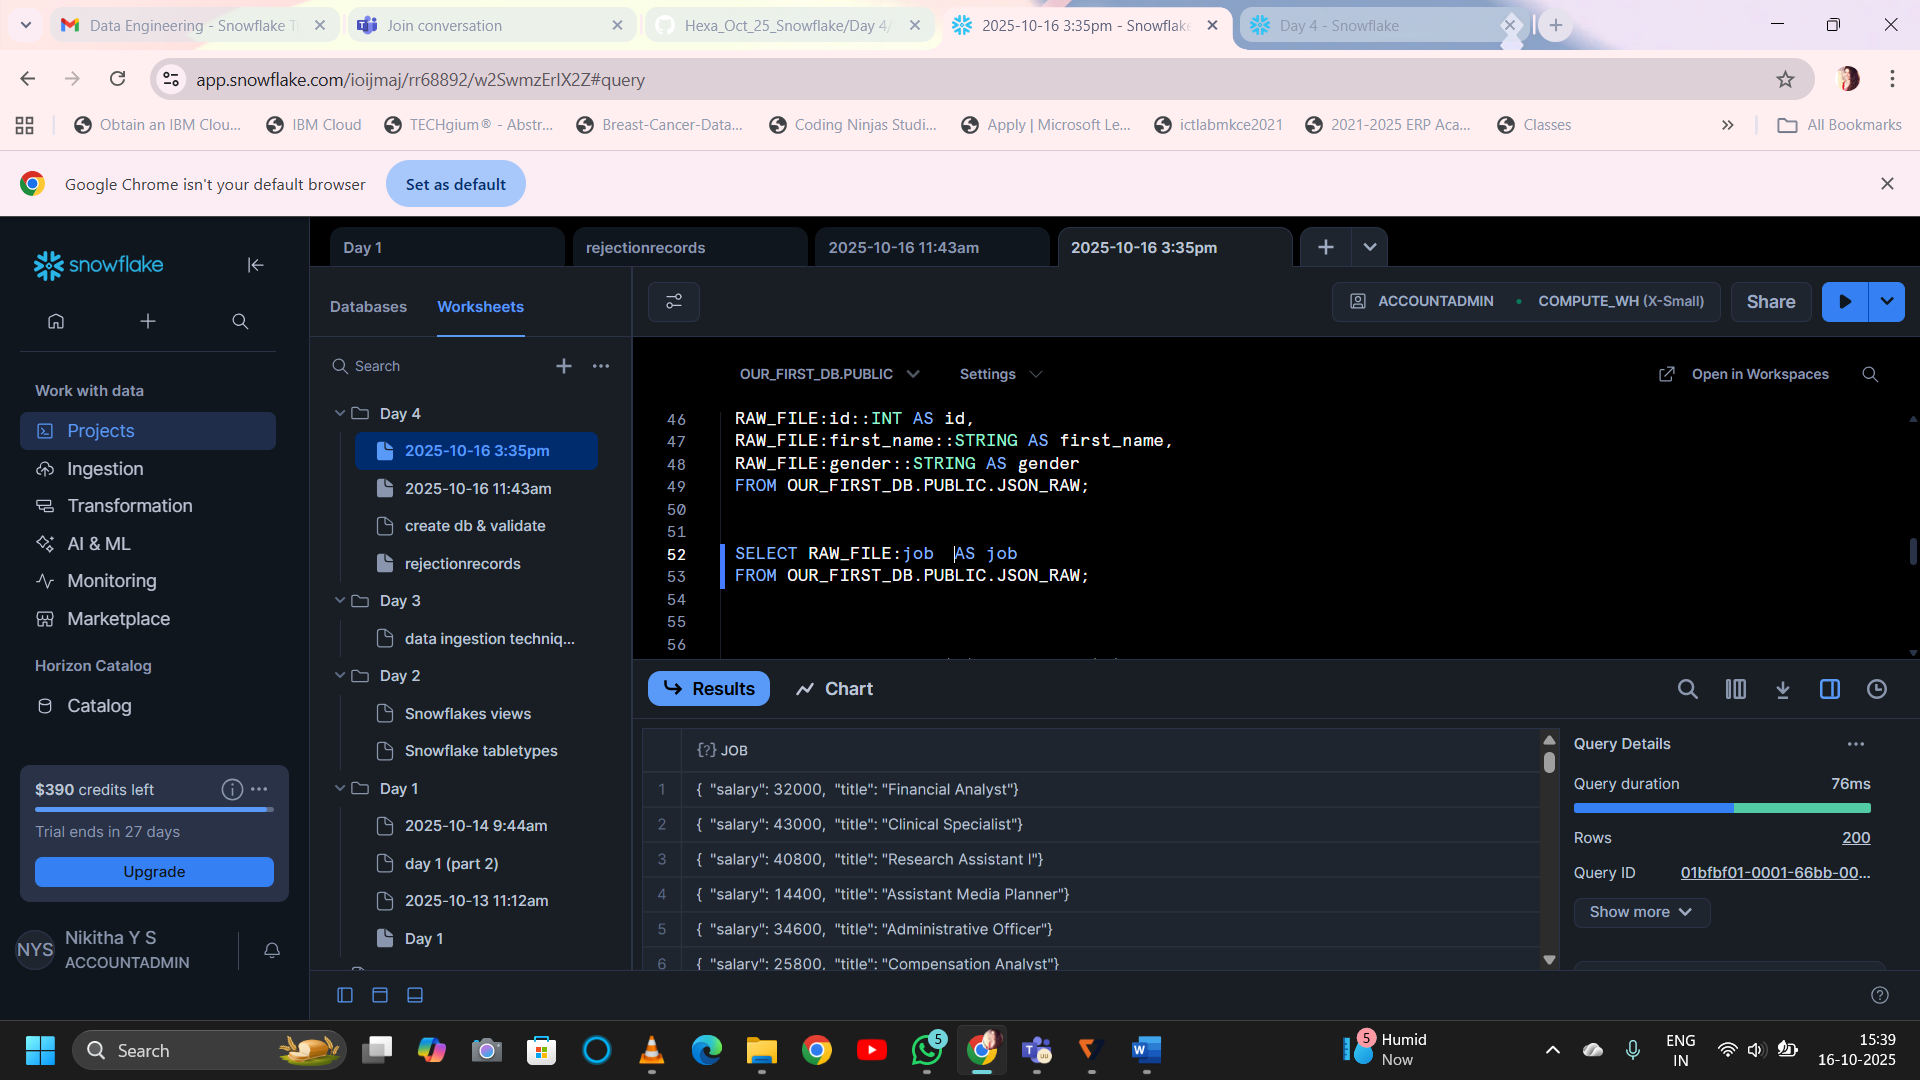 Data Engineering - Snowflake T
Join conversation
Hexa_Oct_25_Snowflake/Day 4/
2025-10-16 3:35pm - Snowflake
Day 4 - Snowflake
app.snowflake.com/ioijmaj/rr68892/w2SwmzErIX2Z#query
Obtain an IBM Clou...
IBM Cloud
TECHgium® - Abstr...
Breast-Cancer-Data...
Coding Ninjas Studi...
Apply | Microsoft Le...
ictlabmkce2021
2021-2025 ERP Aca...
Classes
All Bookmarks
Google Chrome isn't your default browser
Set as default
snowflake
Day 1
rejectionrecords
2025-10-16 11:43am
2025-10-16 3:35pm
Databases
Worksheets
ACCOUNTADMIN
COMPUTE_WH (X-Small)
Share
Search
Work with data
Projects
Ingestion
Transformation
AI & ML
Monitoring
Marketplace
Horizon Catalog
Catalog
$390 credits left
Trial ends in 27 days
Upgrade
NYS
Nikitha Y S
ACCOUNTADMIN
Day 4
2025-10-16 3:35pm
2025-10-16 11:43am
create db & validate
rejectionrecords
Day 3
data ingestion techniq...
Day 2
Snowflakes views
Snowflake tabletypes
Day 1
2025-10-14 9:44am
day 1 (part 2)
2025-10-13 11:12am
Day 1
OUR_FIRST_DB.PUBLIC
Settings
Open in Workspaces
46 RAW_FILE:id::INT AS id,
47 RAW_FILE:first_name::STRING AS first_name,
48 RAW_FILE:gender::STRING AS gender
49 FROM OUR_FIRST_DB.PUBLIC.JSON_RAW;
50
51
52 SELECT RAW_FILE:job  AS job
53 FROM OUR_FIRST_DB.PUBLIC.JSON_RAW;
54
55
56
Results
Chart
{?} JOB
1 { "salary": 32000, "title": "Financial Analyst"}
2 { "salary": 43000, "title": "Clinical Specialist"}
3 { "salary": 40800, "title": "Research Assistant I"}
4 { "salary": 14400, "title": "Assistant Media Planner"}
5 { "salary": 34600, "title": "Administrative Officer"}
6 { "salary": 25800, "title": "Compensation Analyst"}
Query Details
Query duration
76ms
Rows
200
Query ID
01bfbf01-0001-66bb-00...
Show more
Search
5
5
Humid
Now
ENG
IN
15:39
16-10-2025